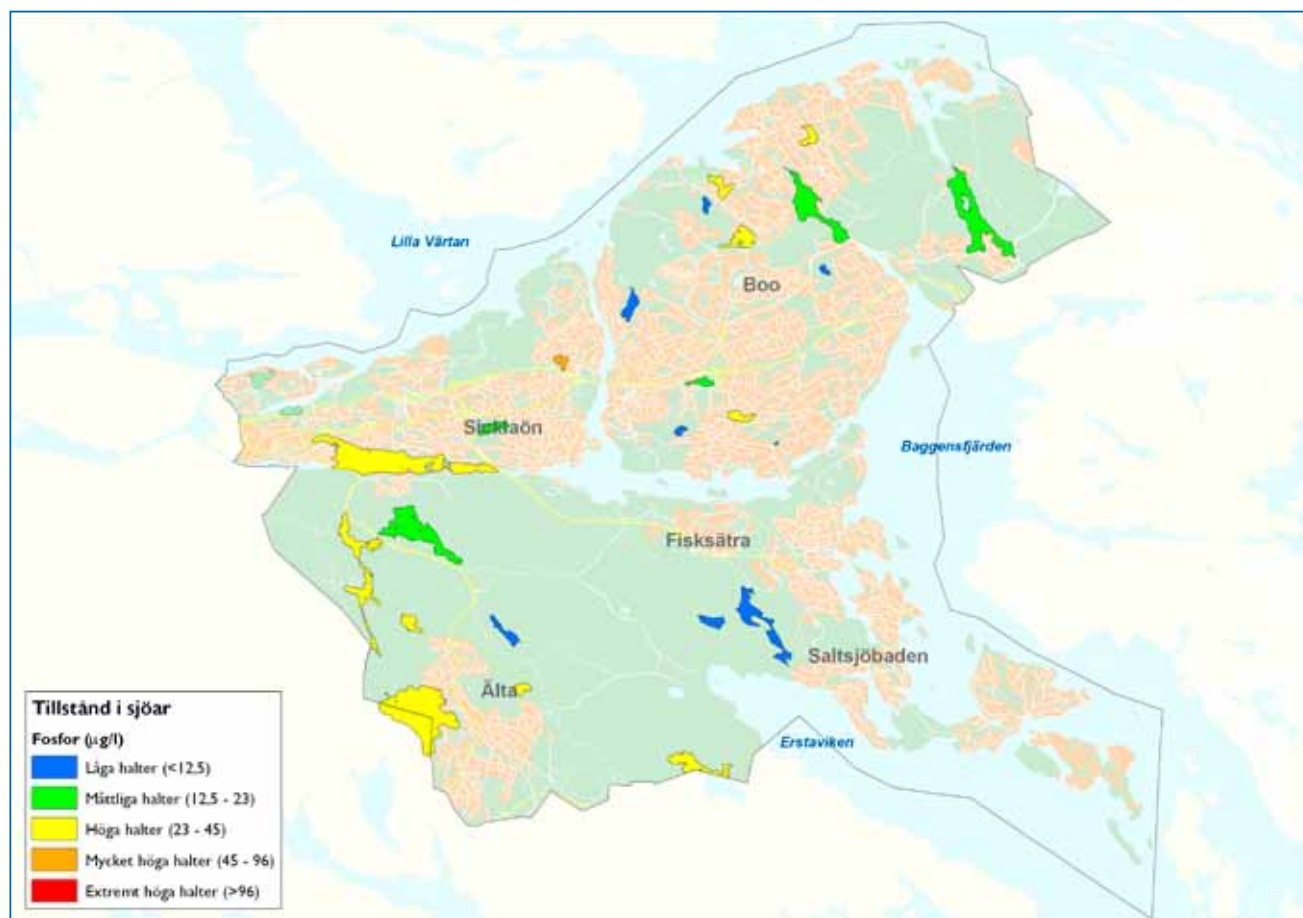 Lilla Värtan
Boo
Sicklaön
Baggensfjärden
Fisksätra
Saltsjöbaden
Älta
Erstaviken
Tillstånd i sjöar
Fosfor (µg/l)
Låga halter (<12,5)
Måttliga halter (12,5 - 23)
Höga halter (23 - 45)
Mycket höga halter (45 - 96)
Extremt höga halter (>96)